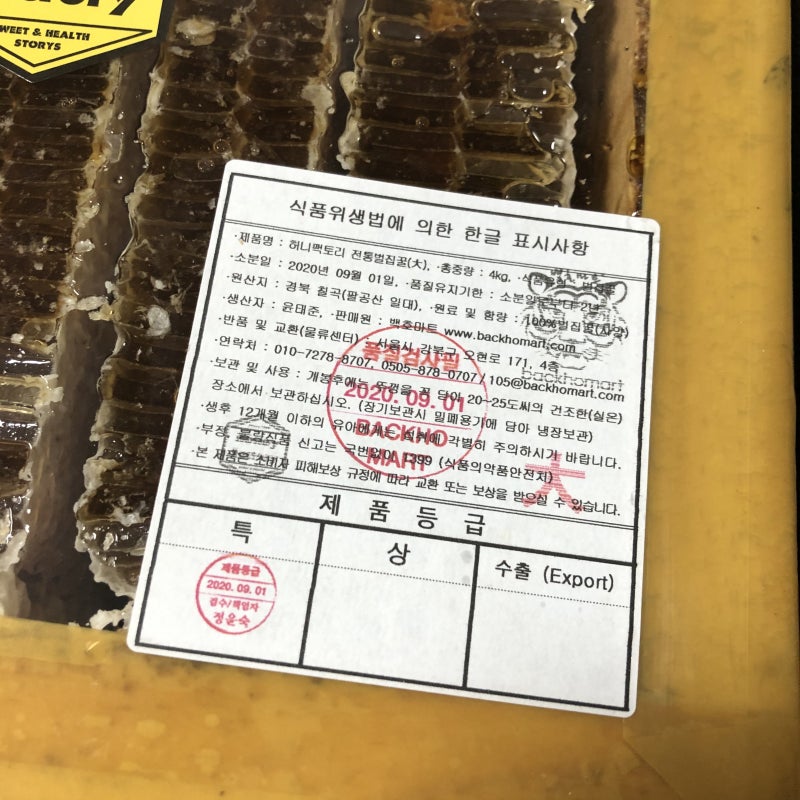 WEET & HEALTH
STORYS
식품위생법에 의한 한글 표시사항
·제품명 : 허니팩토리 전통벌집꿀(大), ·총중량 : 4kg, ·식품유형 :
·소분일 : 2020년 09월 01일, ·품질유지기한 : 소분일로부터 2년
·원산지 : 경북 칠곡(팔공산 일대), ·원료 및 함량 : 100%벌집꿀(사양)
·생산자 : 윤태준, ·판매원 : 백호마트 www.backhomart.com
·반품 및 교환(물류센터) : 서울시 강북구 오현로 171, 4층
·연락처 : 010-7278-8707, 0505-878-0707/ 105@backhomart.com
·보관 및 사용 : 개봉후에는 뚜껑을 꼭 닫아 20-25도씨의 건조한(실온)
장소에서 보관하십시오. (장기보관시 밀폐용기에 담아 냉장보관)
·생후 12개월 이하의 유아에게는 섭취에 각별히 주의하시기 바랍니다.
·부정·불량식품 신고는 국번없이 1399 (식품의약품안전처)
·본 제품은 소비자 피해보상 규정에 따라 교환 또는 보상을 받으실 수 있습니다.
backhomart
품질검사필
2020. 09. 01
BACKHO
MART
大
제 품 등 급
특
상
수출 (Export)
제품등급
2020. 09. 01
검수/책임자
정윤숙